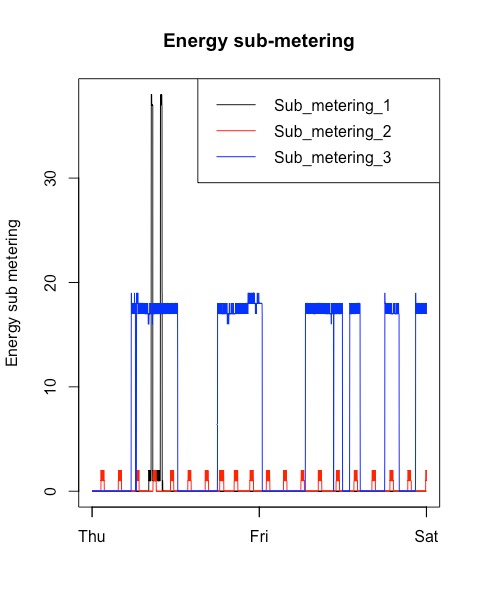 Energy sub-metering
Sub_metering_1
Sub_metering_2
Sub_metering_3
Energy sub metering
30
20
10
0
Thu
Fri
Sat